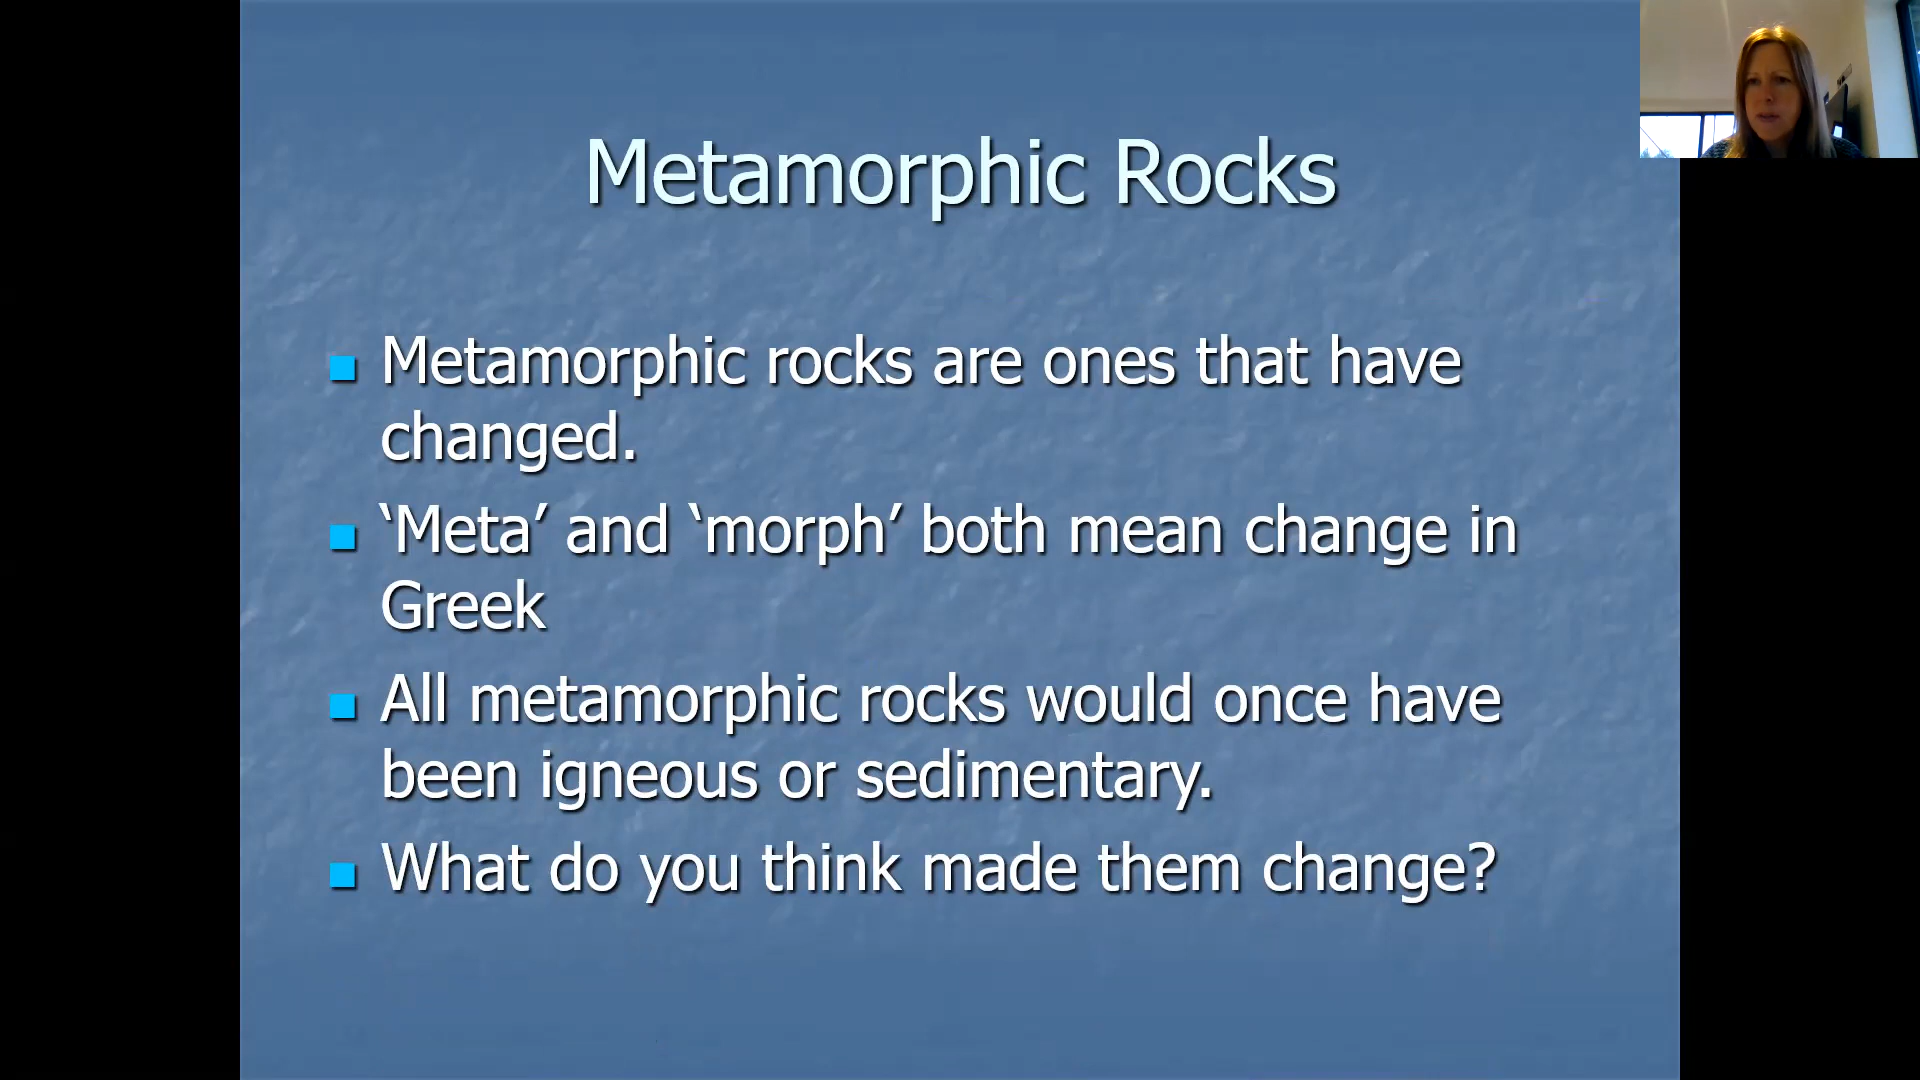 Metamorphic Rocks
Metamorphic rocks are ones that have
changed.
‘Meta’ and ‘morph’ both mean change in
Greek
All metamorphic rocks would once have
been igneous or sedimentary.
What do you think made them change?